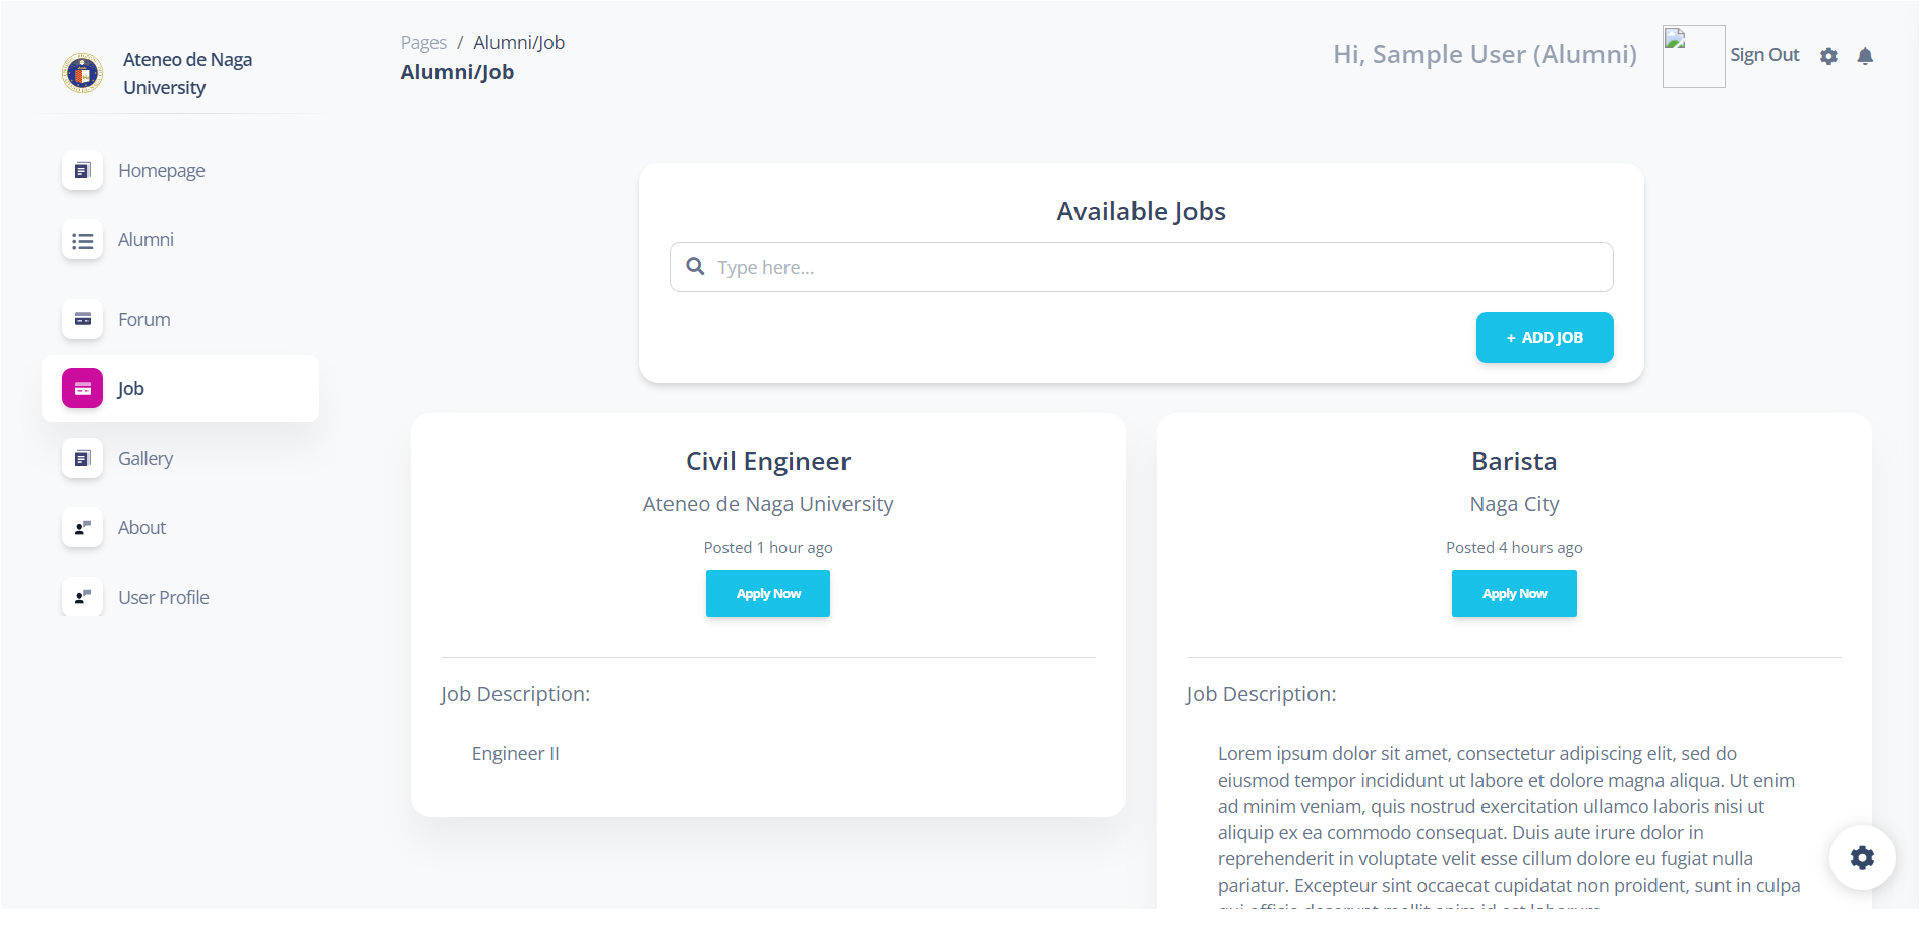 Ateneo de Naga
University
Pages / Alumni/Job
Alumni/Job
Hi, Sample User (Alumni)
Sign Out
Homepage
Alumni
Forum
Job
Gallery
About
User Profile
Available Jobs
Type here...
+ ADD JOB
Civil Engineer
Ateneo de Naga University
Posted 1 hour ago
Apply Now
Job Description:
Engineer II
Barista
Naga City
Posted 4 hours ago
Apply Now
Job Description:
Lorem ipsum dolor sit amet, consectetur adipiscing elit, sed do
eiusmod tempor incididunt ut labore et dolore magna aliqua. Ut enim
ad minim veniam, quis nostrud exercitation ullamco laboris nisi ut
aliquip ex ea commodo consequat. Duis aute irure dolor in
reprehenderit in voluptate velit esse cillum dolore eu fugiat nulla
pariatur. Excepteur sint occaecat cupidatat non proident, sunt in culpa